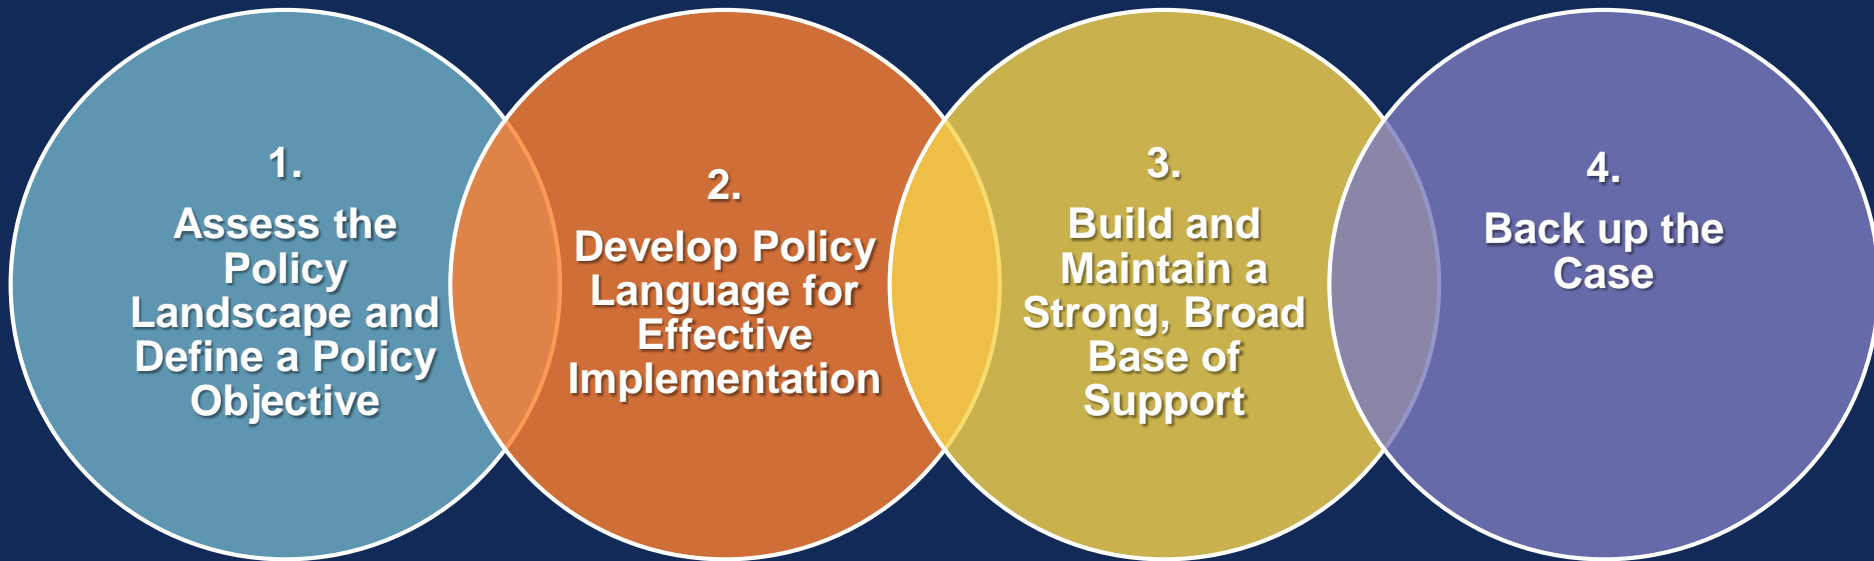 1.
Assess the
Policy
Landscape and
Define a Policy
Objective
2.
Develop Policy
Language for
Effective
Implementation
3.
Build and
Maintain a
Strong, Broad
Base of
Support
4.
Back up the
Case